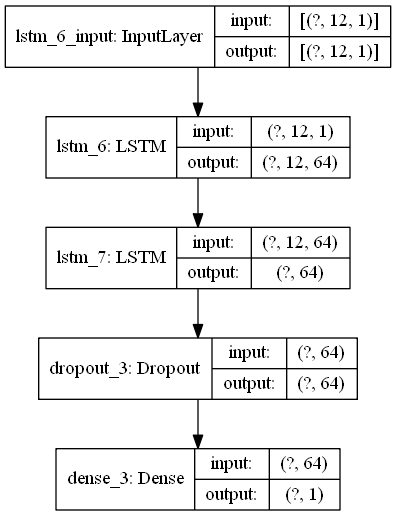 lstm_6_input: InputLayer
input: [(?, 12, 1)]
output: [(?, 12, 1)]
lstm_6: LSTM
input: (?, 12, 1)
output: (?, 12, 64)
lstm_7: LSTM
input: (?, 12, 64)
output: (?, 64)
dropout_3: Dropout
input: (?, 64)
output: (?, 64)
dense_3: Dense
input: (?, 64)
output: (?, 1)